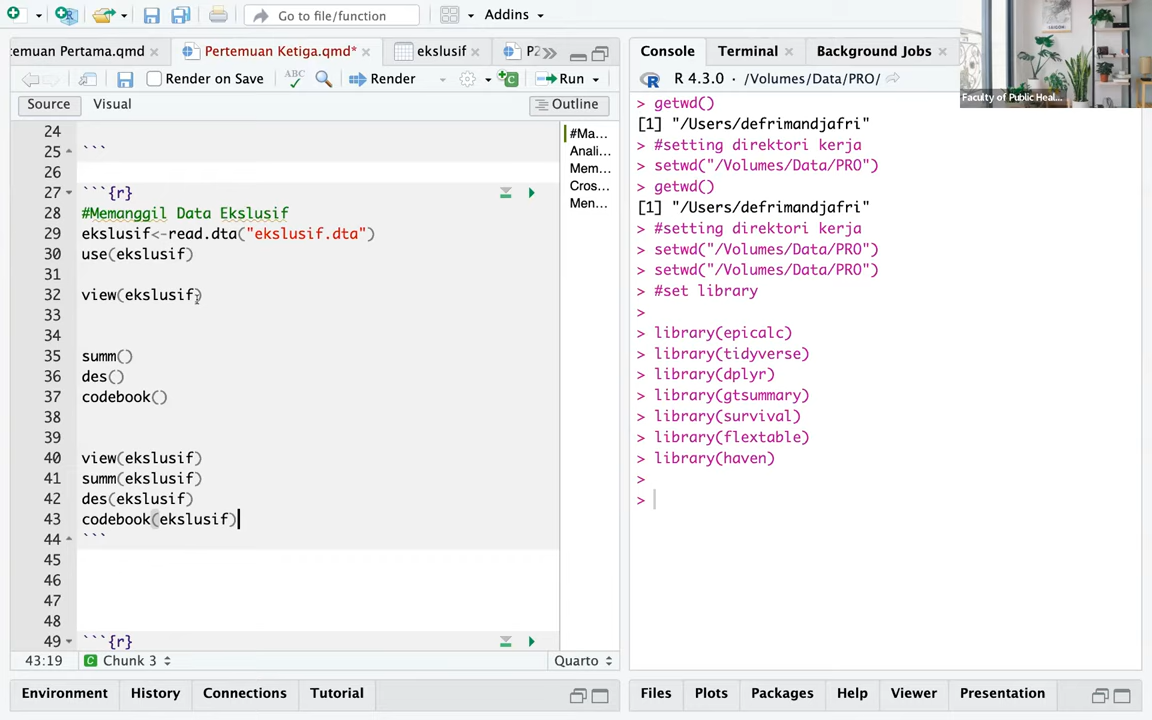 Go to file/function
Addins
temuan Pertama.qmd
Pertemuan Ketiga.qmd*
ekslusif
P2
Render on Save
ABC
Render
Run
Source
Visual
Outline
24
25 ```
26
27 ```{r}
28 #Memanggil Data Ekslusif
29 ekslusif<-read.dta("ekslusif.dta")
30 use(ekslusif)
31
32 view(ekslusif)
33
34
35 summ()
36 des()
37 codebook()
38
39
40 view(ekslusif)
41 summ(ekslusif)
42 des(ekslusif)
43 codebook(ekslusif)
44 ```
45
46
47
48
49 ```{r}
#Ma...
Anali...
Mem...
Cros...
Men...
43:19
Chunk 3
Quarto
Environment
History
Connections
Tutorial
Console
Terminal
Background Jobs
R 4.3.0 · /Volumes/Data/PRO/
> getwd()
[1] "/Users/defrimandjafri"
> #setting direktori kerja
> setwd("/Volumes/Data/PRO")
> getwd()
[1] "/Users/defrimandjafri"
> #setting direktori kerja
> setwd("/Volumes/Data/PRO")
> setwd("/Volumes/Data/PRO")
> #set library
>
> library(epicalc)
> library(tidyverse)
> library(dplyr)
> library(gtsummary)
> library(survival)
> library(flextable)
> library(haven)
>
>
Files
Plots
Packages
Help
Viewer
Presentation
Faculty of Public Heal...